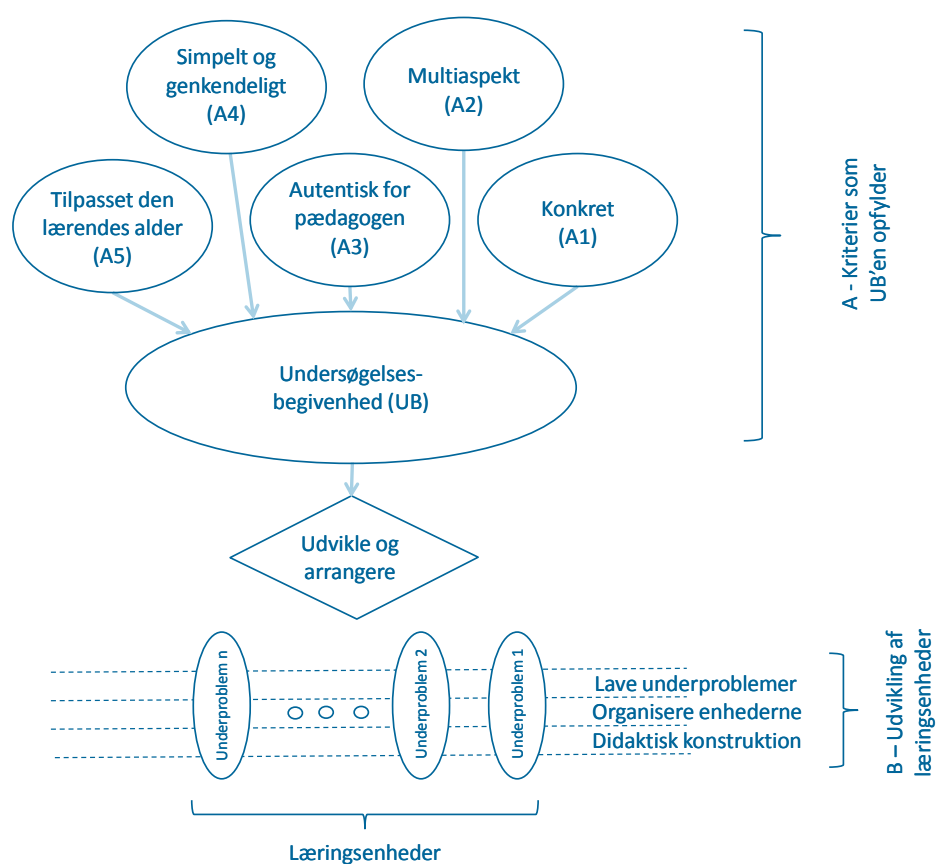 Simpelt og
genkendeligt
(A4)
Multiaspekt
(A2)
Tilpasset den
lærendes alder
(A5)
Autentisk for
pædagogen
(A3)
Konkret
(A1)
A - Kriterier som
UB'en opfylder
Undersøgelses-
begivenhed (UB)
Udvikle og
arrangere
Underproblem n
Underproblem 2
Underproblem 1
Lave underproblemer
Organisere enhederne
Didaktisk konstruktion
B – Udvikling af
læringsenheder
Læringsenheder